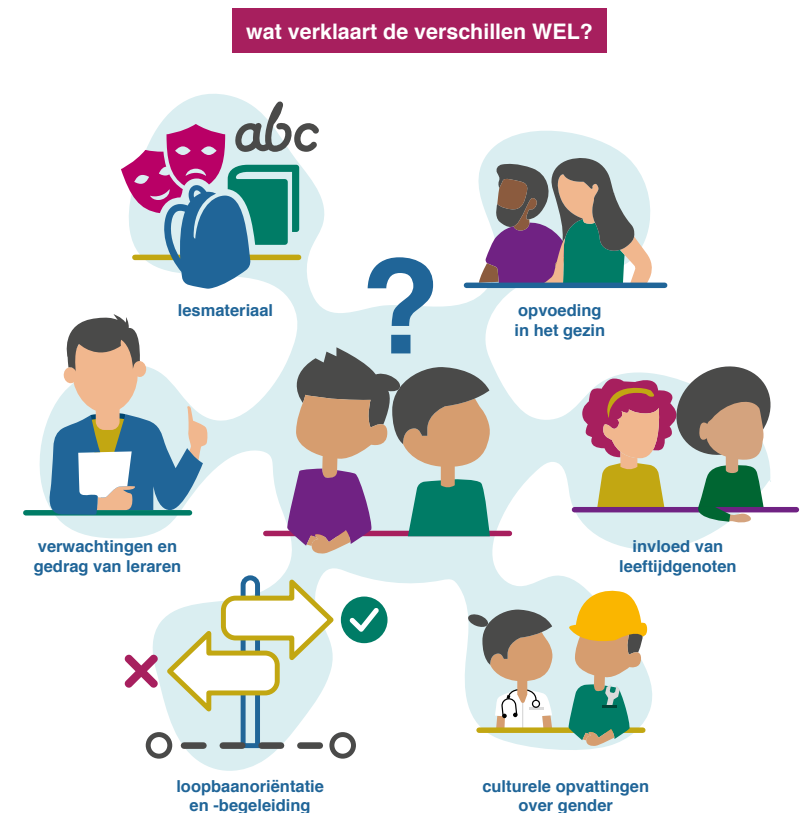 wat verklaart de verschillen WEL?
abc
lesmateriaal
?
opvoeding
in het gezin
verwachtingen en
gedrag van leraren
invloed van
leeftijdgenoten
loopbaanoriëntatie
en -begeleiding
culturele opvattingen
over gender